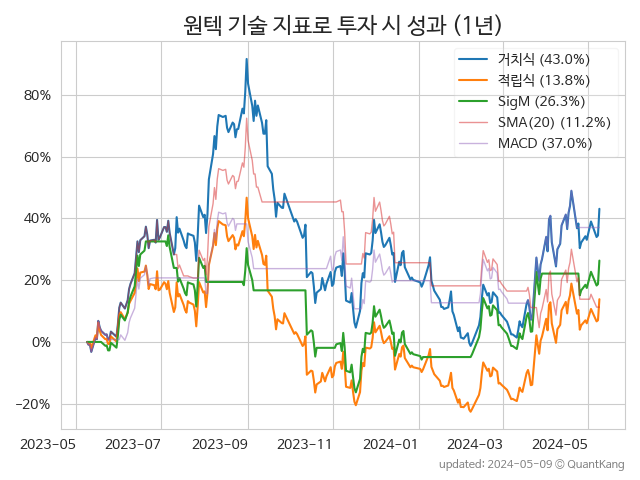 원텍 기술 지표로 투자 시 성과 (1년)
거치식 (43.0%)
적립식 (13.8%)
SigM (26.3%)
SMA(20) (11.2%)
MACD (37.0%)
80%
60%
40%
20%
0%
−20%
2023-05 2023-07 2023-09 2023-11 2024-01 2024-03 2024-05
updated: 2024-05-09 © QuantKang